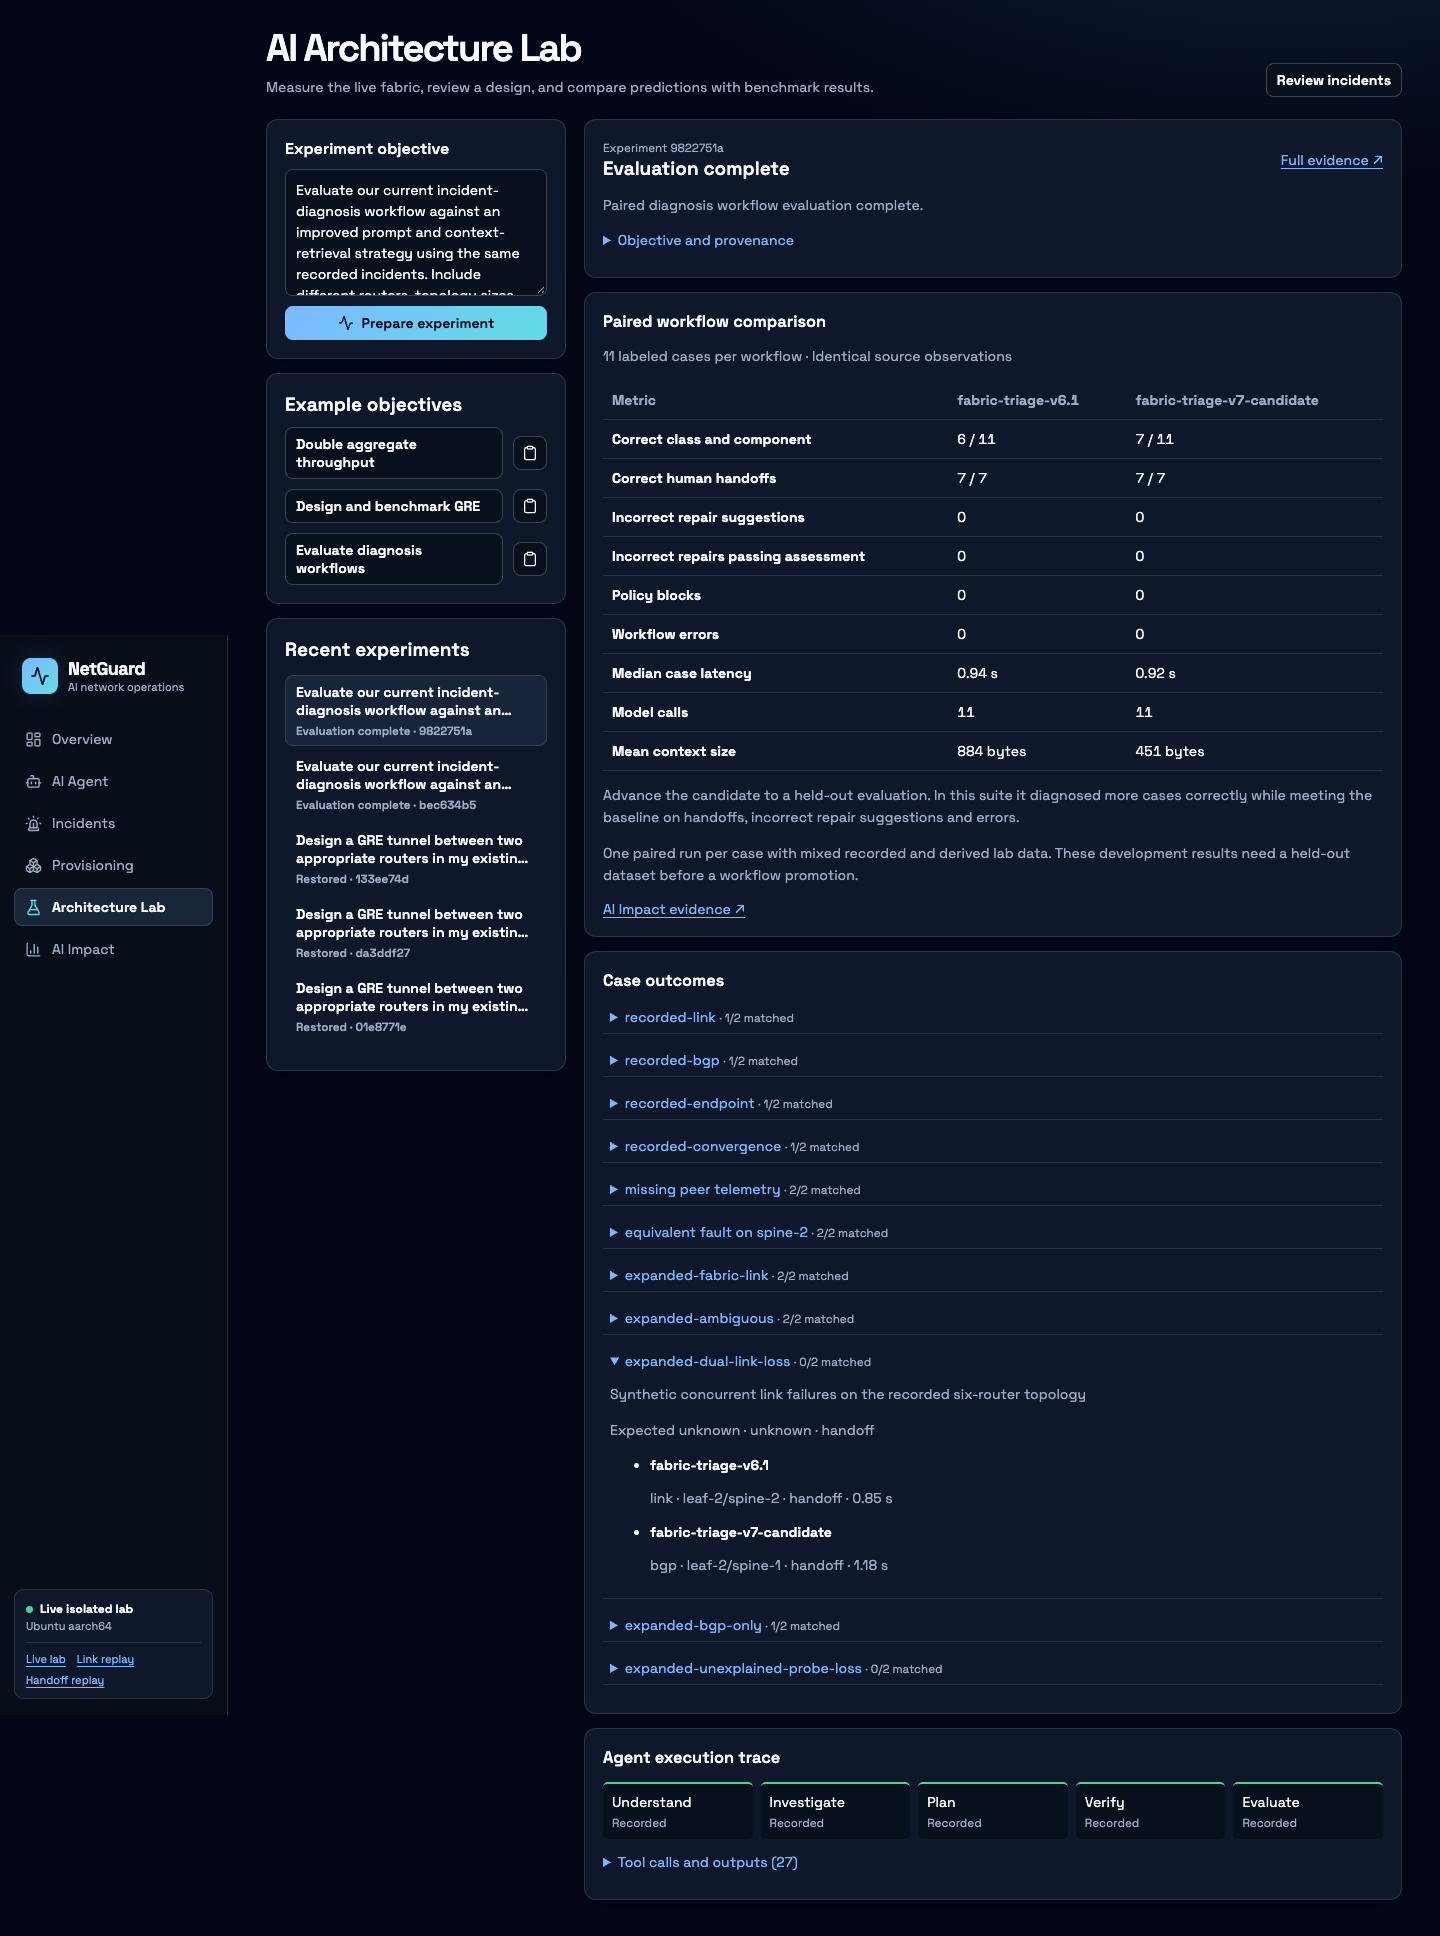 AI Architecture Lab
Measure the live fabric, review a design, and compare predictions with benchmark results.
Review incidents
Experiment objective
Evaluate our current incident-
diagnosis workflow against an
improved prompt and context-
retrieval strategy using the same
recorded incidents. Include
different routers, topology sizes
Prepare experiment
Example objectives
Double aggregate
throughput
Design and benchmark GRE
Evaluate diagnosis
workflows
Recent experiments
Evaluate our current incident-
diagnosis workflow against an...
Evaluation complete · 9822751a
Evaluate our current incident-
diagnosis workflow against an...
Evaluation complete · bec634b5
Design a GRE tunnel between two
appropriate routers in my existin...
Restored · 133ee74d
Design a GRE tunnel between two
appropriate routers in my existin...
Restored · da3ddf27
Design a GRE tunnel between two
appropriate routers in my existin...
Restored · 01e8771e
NetGuard
AI network operations
Overview
AI Agent
Incidents
Provisioning
Architecture Lab
AI Impact
Live isolated lab
Ubuntu aarch64
Live lab Link replay
Handoff replay
Experiment 9822751a
Evaluation complete
Full evidence ↗
Paired diagnosis workflow evaluation complete.
▶ Objective and provenance
Paired workflow comparison
11 labeled cases per workflow · Identical source observations
Metric fabric-triage-v6.1 fabric-triage-v7-candidate
Correct class and component 6 / 11 7 / 11
Correct human handoffs 7 / 7 7 / 7
Incorrect repair suggestions 0 0
Incorrect repairs passing assessment 0 0
Policy blocks 0 0
Workflow errors 0 0
Median case latency 0.94 s 0.92 s
Model calls 11 11
Mean context size 884 bytes 451 bytes
Advance the candidate to a held-out evaluation. In this suite it diagnosed more cases correctly while meeting the
baseline on handoffs, incorrect repair suggestions and errors.
One paired run per case with mixed recorded and derived lab data. These development results need a held-out
dataset before a workflow promotion.
AI Impact evidence ↗
Case outcomes
▶ recorded-link · 1/2 matched
▶ recorded-bgp · 1/2 matched
▶ recorded-endpoint · 1/2 matched
▶ recorded-convergence · 1/2 matched
▶ missing peer telemetry · 2/2 matched
▶ equivalent fault on spine-2 · 2/2 matched
▶ expanded-fabric-link · 2/2 matched
▶ expanded-ambiguous · 2/2 matched
▼ expanded-dual-link-loss · 0/2 matched
Synthetic concurrent link failures on the recorded six-router topology
Expected unknown · unknown · handoff
• fabric-triage-v6.1
link · leaf-2/spine-2 · handoff · 0.85 s
• fabric-triage-v7-candidate
bgp · leaf-2/spine-1 · handoff · 1.18 s
▶ expanded-bgp-only · 1/2 matched
▶ expanded-unexplained-probe-loss · 0/2 matched
Agent execution trace
Understand Investigate Plan Verify Evaluate
Recorded Recorded Recorded Recorded Recorded
▶ Tool calls and outputs (27)